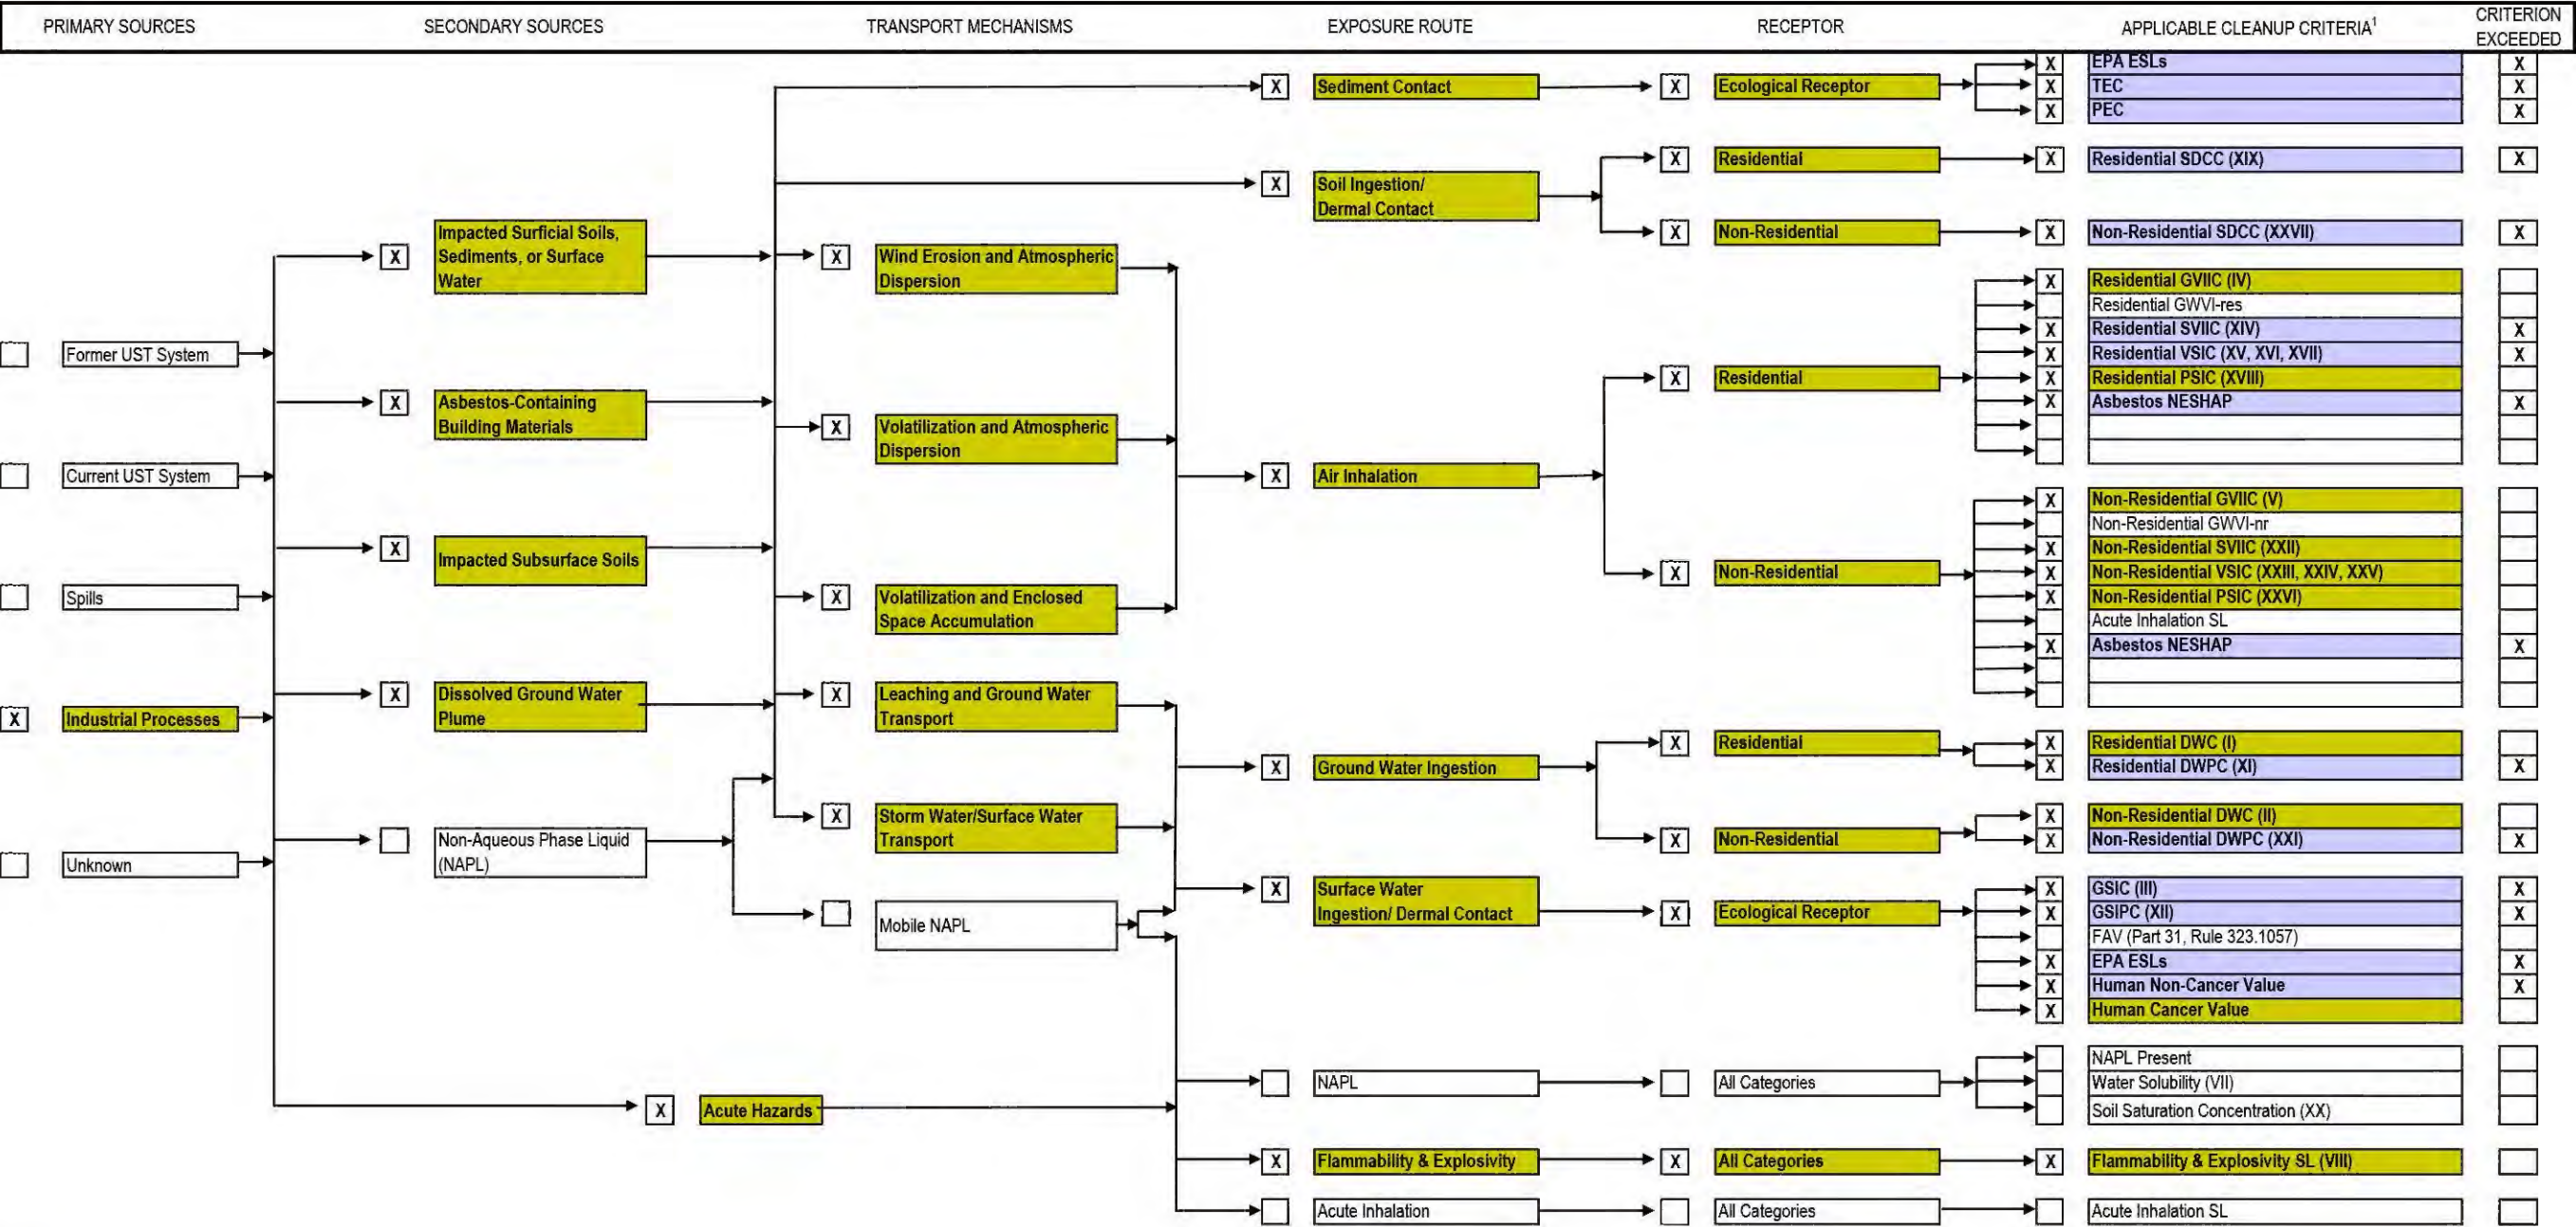 PRIMARY SOURCES
SECONDARY SOURCES
TRANSPORT MECHANISMS
EXPOSURE ROUTE
RECEPTOR
APPLICABLE CLEANUP CRITERIA¹
CRITERION
EXCEEDED
X Sediment Contact
X Ecological Receptor
X EPA ESLs X
X TEC X
X PEC X
X Soil Ingestion/
Dermal Contact
X Residential
X Residential SDCC (XIX) X
X Non-Residential
X Non-Residential SDCC (XXVII) X
X Impacted Surficial Soils,
Sediments, or Surface
Water
X Wind Erosion and Atmospheric
Dispersion
Former UST System
X Asbestos-Containing
Building Materials
X Volatilization and Atmospheric
Dispersion
Current UST System
X Air Inhalation
X Residential
X Residential GVIIC (IV)
Residential GWVI-res
X Residential SVIIC (XIV) X
X Residential VSIC (XV, XVI, XVII) X
X Residential PSIC (XVIII)
X Asbestos NESHAP X
X Impacted Subsurface Soils
Spills
X Volatilization and Enclosed
Space Accumulation
X Non-Residential
X Non-Residential GVIIC (V)
Non-Residential GWVI-nr
X Non-Residential SVIIC (XXII)
X Non-Residential VSIC (XXIII, XXIV, XXV)
X Non-Residential PSIC (XXVI)
Acute Inhalation SL
X Asbestos NESHAP X
X Industrial Processes
X Dissolved Ground Water
Plume
X Leaching and Ground Water
Transport
X Ground Water Ingestion
X Residential
X Residential DWC (I)
X Residential DWPC (XI) X
Unknown
Non-Aqueous Phase Liquid
(NAPL)
X Storm Water/Surface Water
Transport
X Non-Residential
X Non-Residential DWC (II)
X Non-Residential DWPC (XXI) X
Mobile NAPL
X Surface Water
Ingestion/ Dermal Contact
X Ecological Receptor
X GSIC (III) X
X GSIPC (XII) X
FAV (Part 31, Rule 323.1057)
X EPA ESLs X
X Human Non-Cancer Value X
X Human Cancer Value
X Acute Hazards
NAPL
All Categories
NAPL Present
Water Solubility (VII)
Soil Saturation Concentration (XX)
X Flammability & Explosivity
X All Categories
X Flammability & Explosivity SL (VIII)
Acute Inhalation
All Categories
Acute Inhalation SL